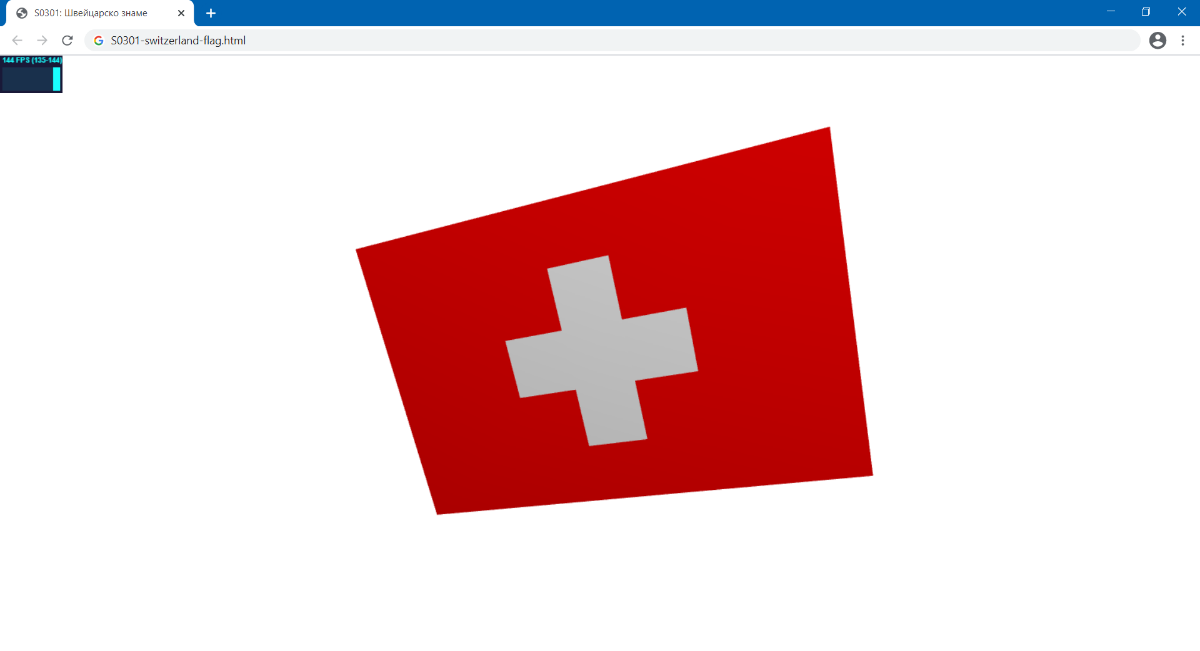 S0301: Швейцарско знаме
S0301-switzerland-flag.html
144 FPS (135-144)